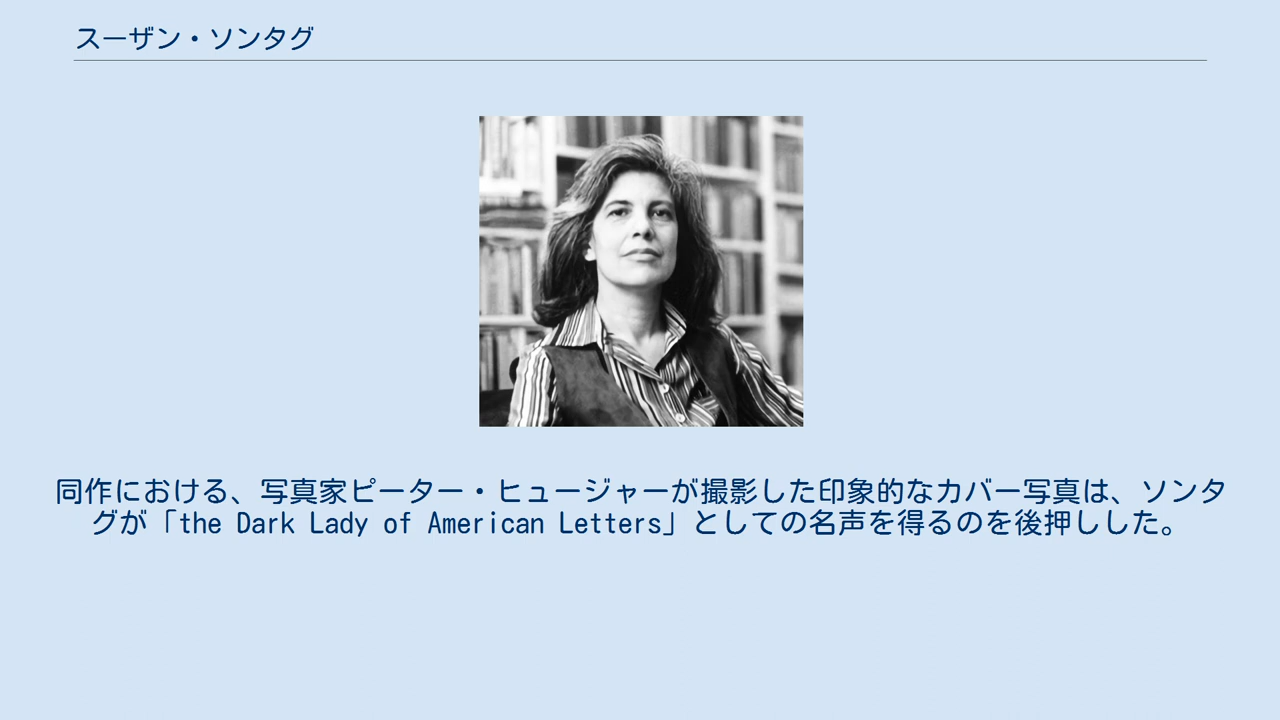 スーザン・ソンタグ
同作における、写真家ピーター・ヒュージャーが撮影した印象的なカバー写真は、ソンタ
グが「the Dark Lady of American Letters」としての名声を得るのを後押しした。